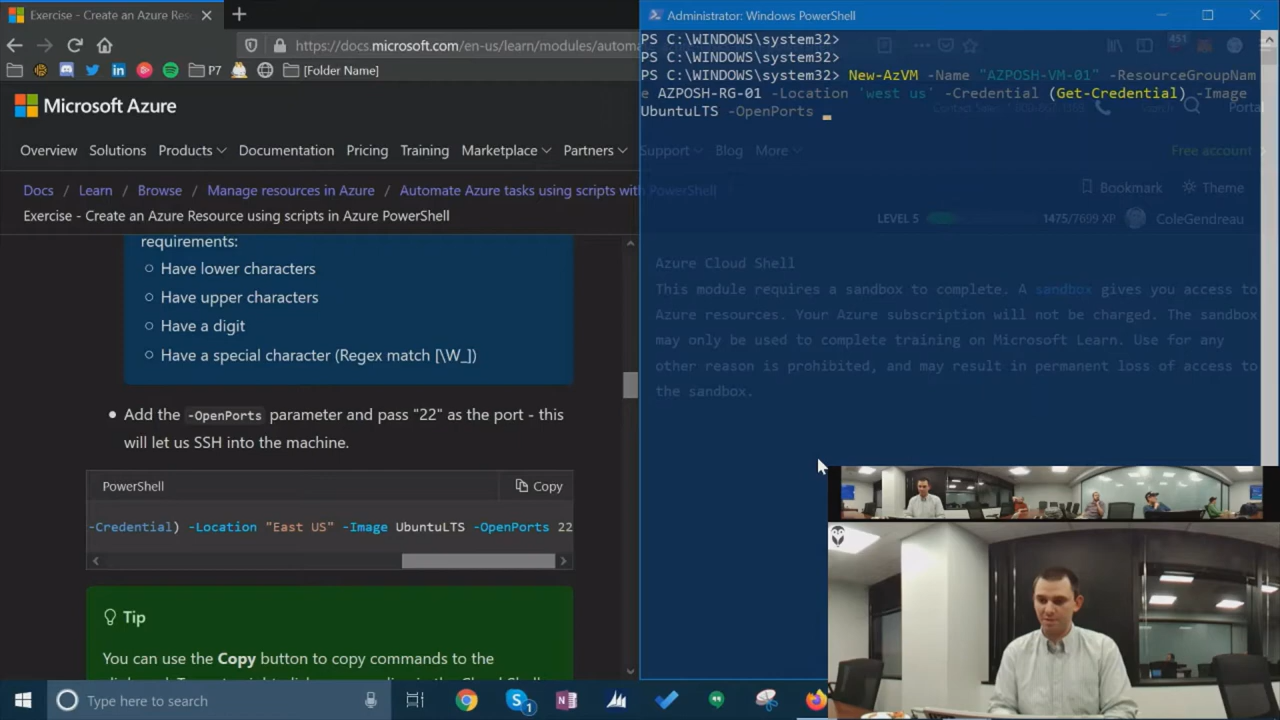 Exercise - Create an Azure Res
https://docs.microsoft.com/en-us/learn/modules/automa
P7
[Folder Name]
Microsoft Azure
Overview Solutions Products Documentation Pricing Training Marketplace Partners
Docs / Learn / Browse / Manage resources in Azure / Automate Azure tasks using scripts with PowerShell
Exercise - Create an Azure Resource using scripts in Azure PowerShell
requirements:
Have lower characters
Have upper characters
Have a digit
Have a special character (Regex match [\W_])
Add the -OpenPorts parameter and pass "22" as the port - this
will let us SSH into the machine.
PowerShell
Copy
-Credential) -Location "East US" -Image UbuntuLTS -OpenPorts 22
Tip
You can use the Copy button to copy commands to the
Administrator: Windows PowerShell
PS C:\WINDOWS\system32>
PS C:\WINDOWS\system32>
PS C:\WINDOWS\system32> New-AzVM -Name "AZPOSH-VM-01" -ResourceGroupNam
e AZPOSH-RG-01 -Location 'west us' -Credential (Get-Credential) -Image
UbuntuLTS -OpenPorts
451
Portal
Support Blog More
Free account
Bookmark
Theme
LEVEL 5
1475/7699 XP
ColeGendreau
Azure Cloud Shell
This module requires a sandbox to complete. A sandbox gives you access to
Azure resources. Your Azure subscription will not be charged. The sandbox
may only be used to complete training on Microsoft Learn. Use for any
other reason is prohibited, and may result in permanent loss of access to
the sandbox.
Type here to search
1